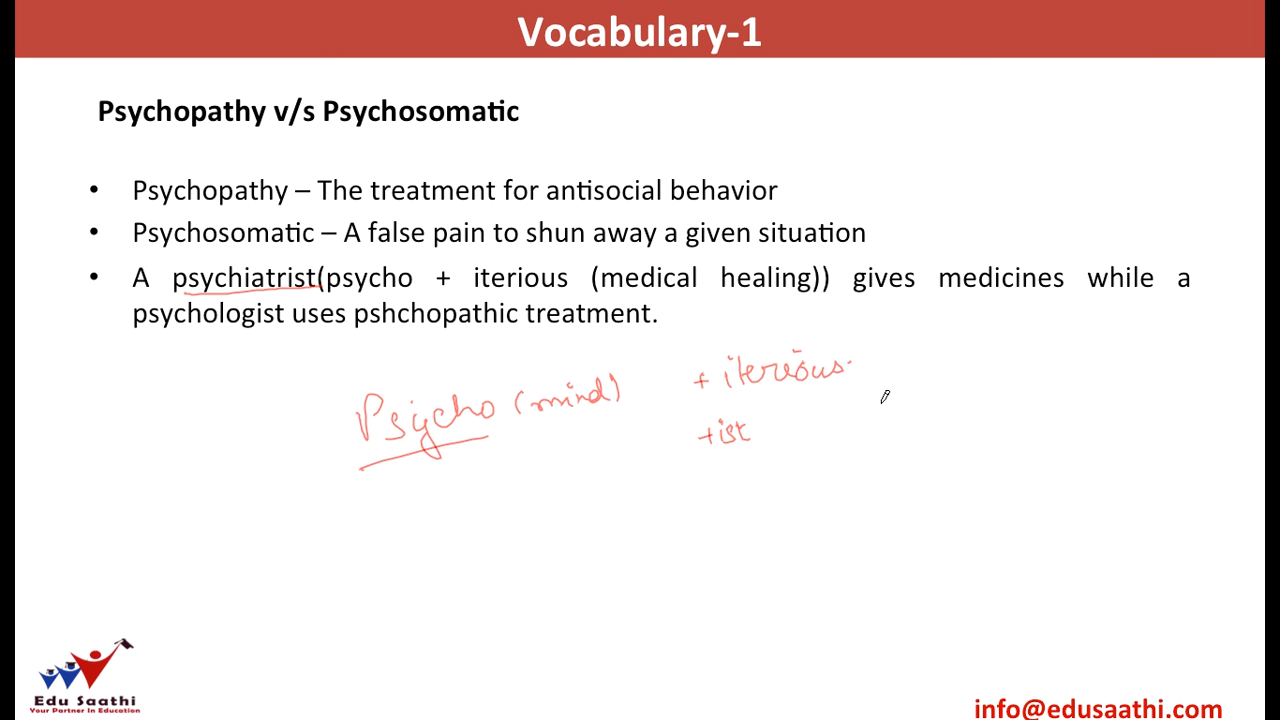 Vocabulary-1
Psychopathy v/s Psychosomatic
• Psychopathy – The treatment for antisocial behavior
• Psychosomatic – A false pain to shun away a given situation
• A psychiatrist(psycho + iterious (medical healing)) gives medicines while a
psychologist uses pshchopathic treatment.
Psycho (mind) + iterious
+ist
Edu Saathi
Your Partner In Education
info@edusaathi.com